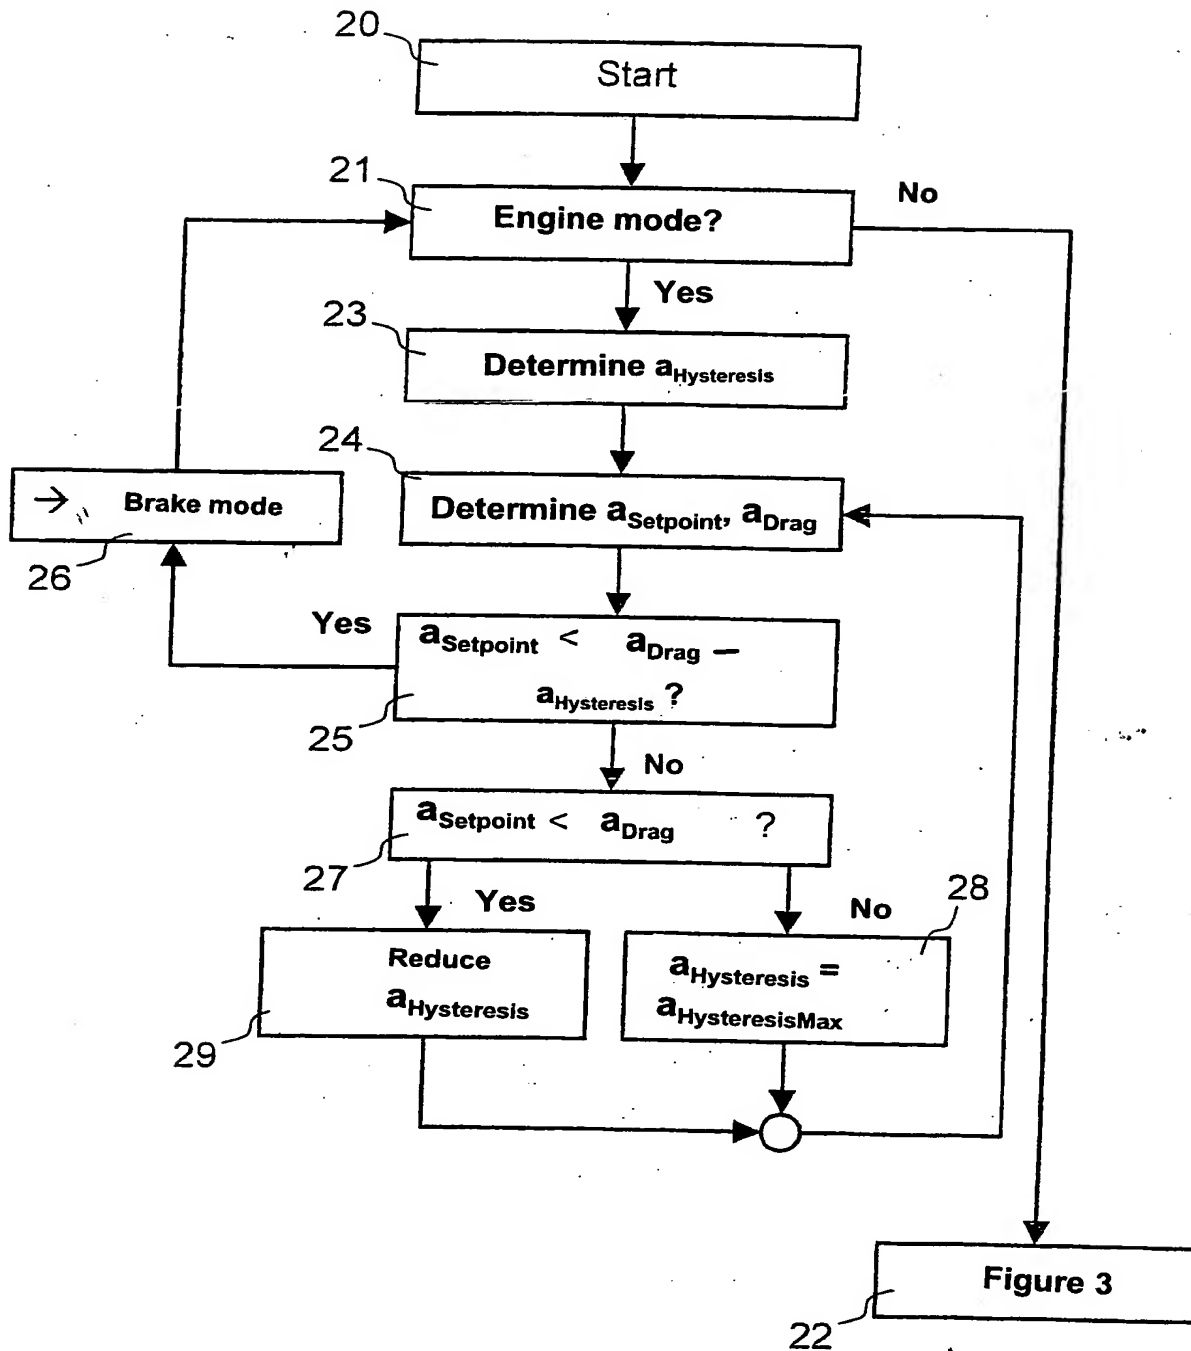 20
Start
21
Engine mode?
No
Yes
23
Determine aHysteresis
24
Determine aSetpoint, aDrag
→ Brake mode
26
Yes
aSetpoint < aDrag –
aHysteresis ?
25
No
aSetpoint < aDrag ?
27
Yes
No
28
Reduce
aHysteresis
29
aHysteresis =
aHysteresisMax
Figure 3
22